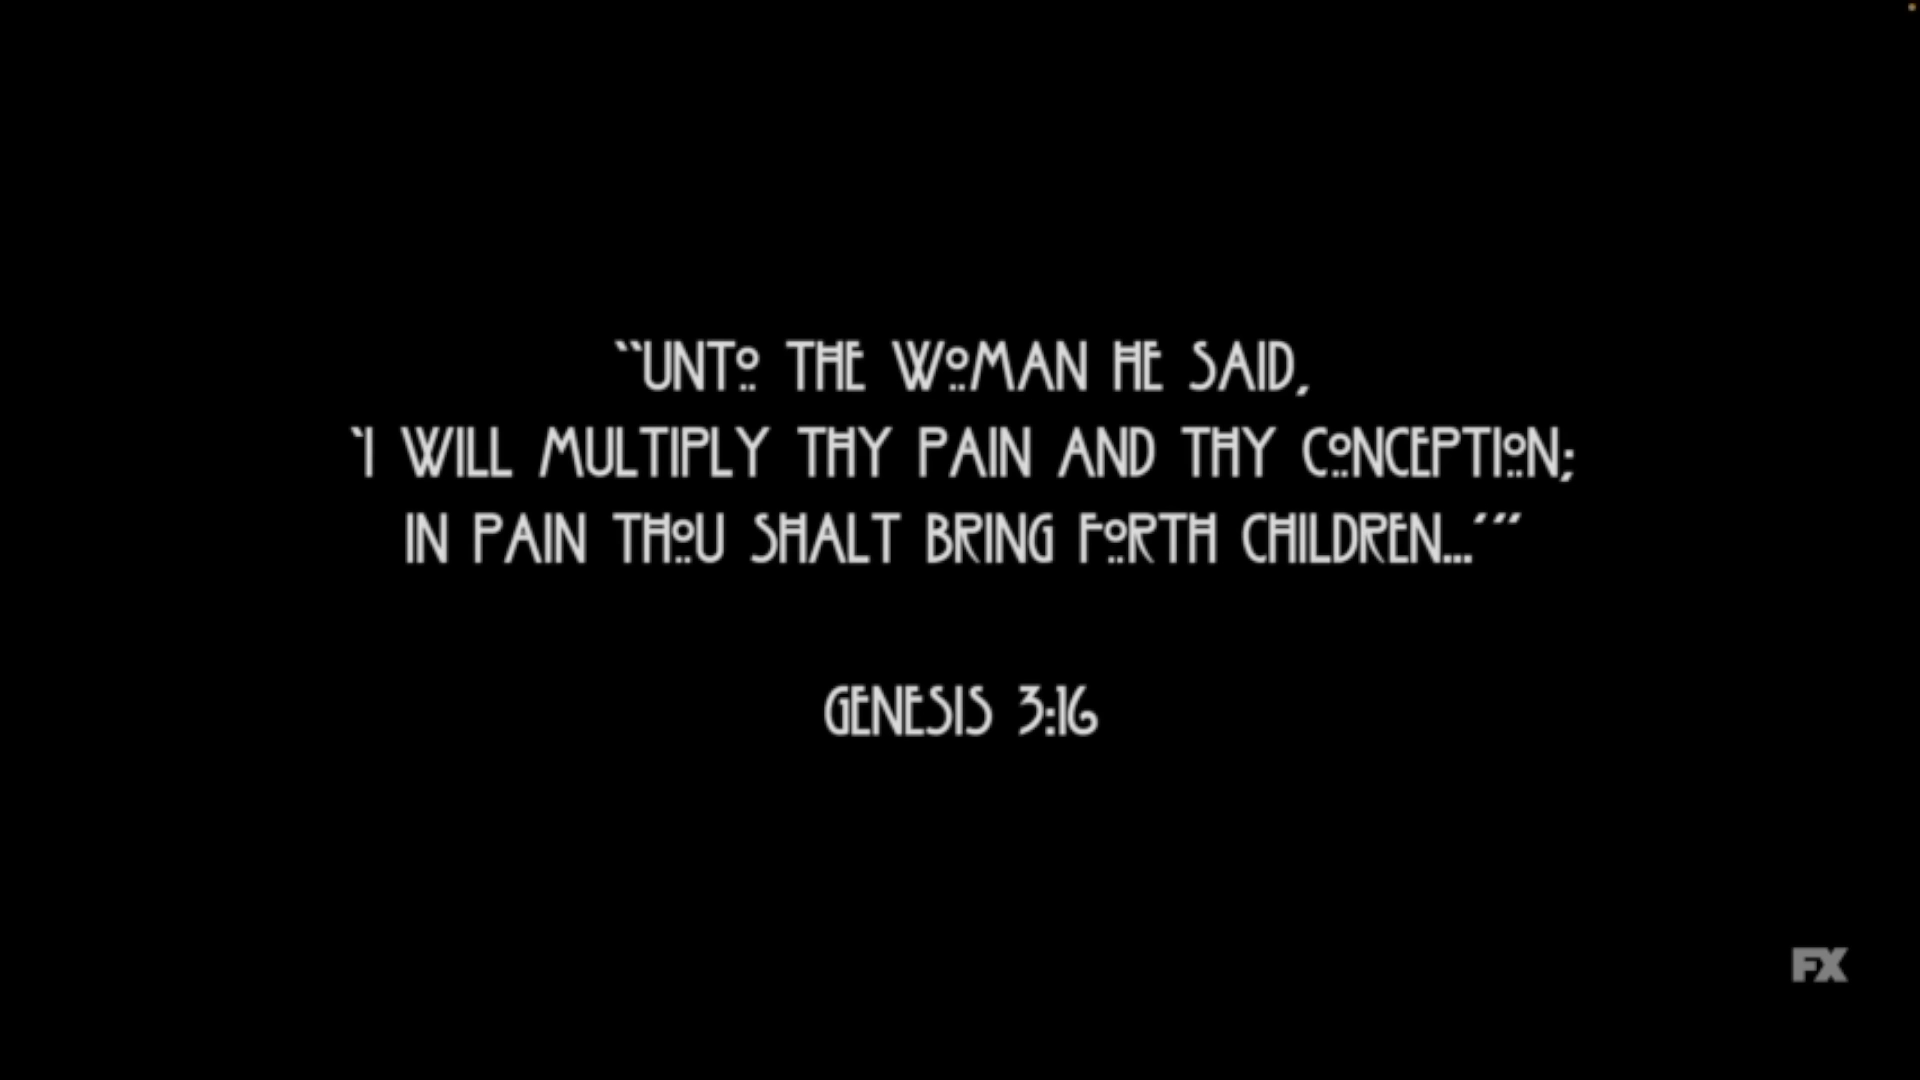 “UNTO THE WOMAN HE SAID,
‘I WILL MULTIPLY THY PAIN AND THY CONCEPTION;
IN PAIN THOU SHALT BRING FORTH CHILDREN...’”
GENESIS 3:16
FX